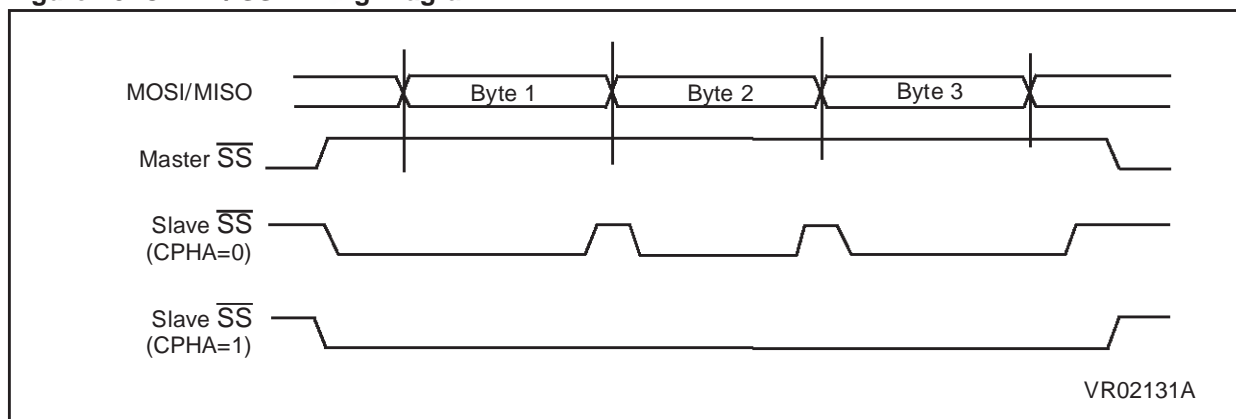 MOSI/MISO
Byte 1 Byte 2 Byte 3
Master SS
Slave SS
(CPHA=0)
Slave SS
(CPHA=1)
VR02131A